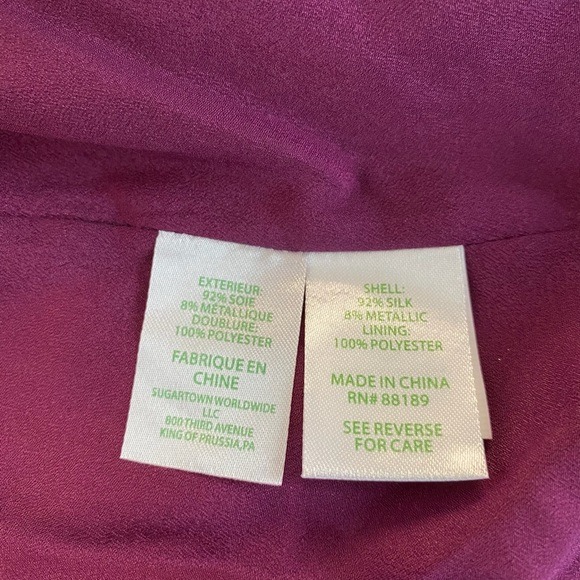 EXTERIEUR:
92% SOIE
8% MÉTALLIQUE
DOUBLURE:
100% POLYESTER
FABRIQUE EN
CHINE
SUGARTOWN WORLDWIDE
LLC
800 THIRD AVENUE
KING OF PRUSSIA,PA
SHELL:
92% SILK
8% METALLIC
LINING:
100% POLYESTER
MADE IN CHINA
RN# 88189
SEE REVERSE
FOR CARE